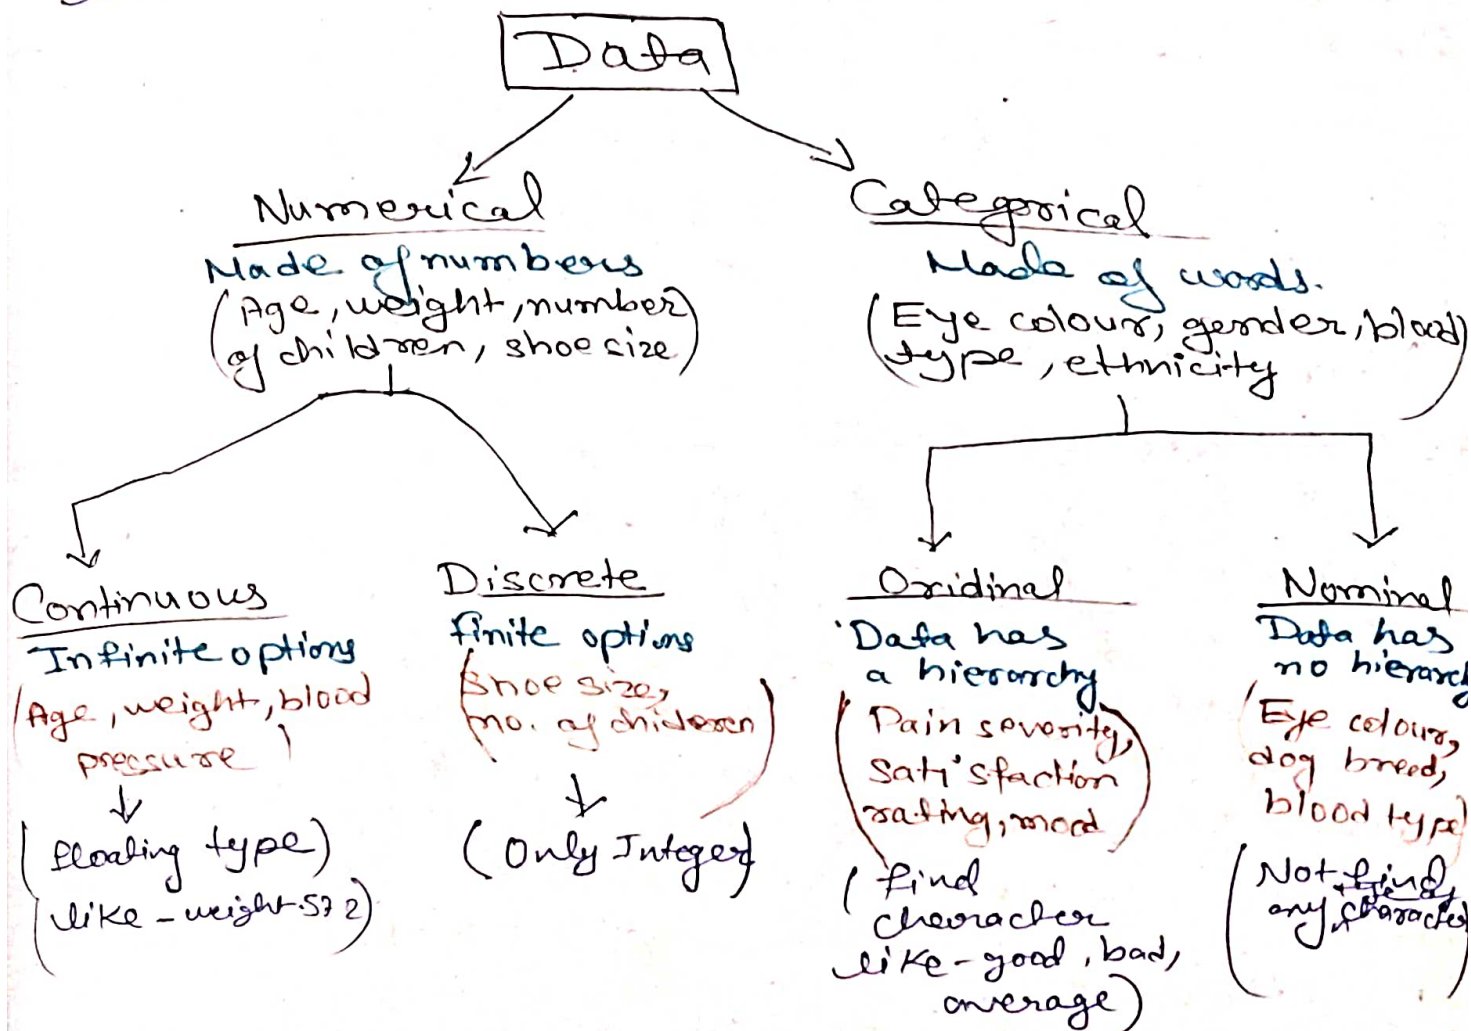 Data
Numerical
Made of numbers
(Age, weight, number
of children, shoe size)
Categorical
Made of words.
(Eye colour, gender, blood
type, ethnicity)
Continuous
Infinite options
(Age, weight, blood
pressure)
(floating type)
(like - weight 57.2)
Discrete
finite options
(Shoe size,
no. of children)
(Only Integer)
Oridinal
Data has
a hierarchy
(Pain severity,
satisfaction
rating, mood)
(find
character
like - good, bad,
average)
Nominal
Data has
no hierarchy
(Eye colour,
dog breed,
blood type)
(Not find
any character)